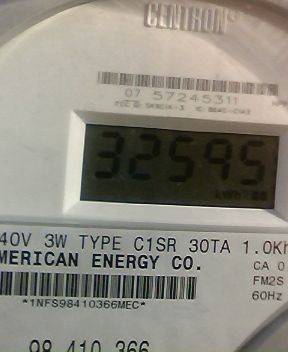 CENTRON
07 57245311
32595
40V 3W TYPE C1SR 30TA 1.0Kh
MERICAN ENERGY CO.
CA 0
FM2S
60Hz
*1NFS98410366MEC*
98 410 366